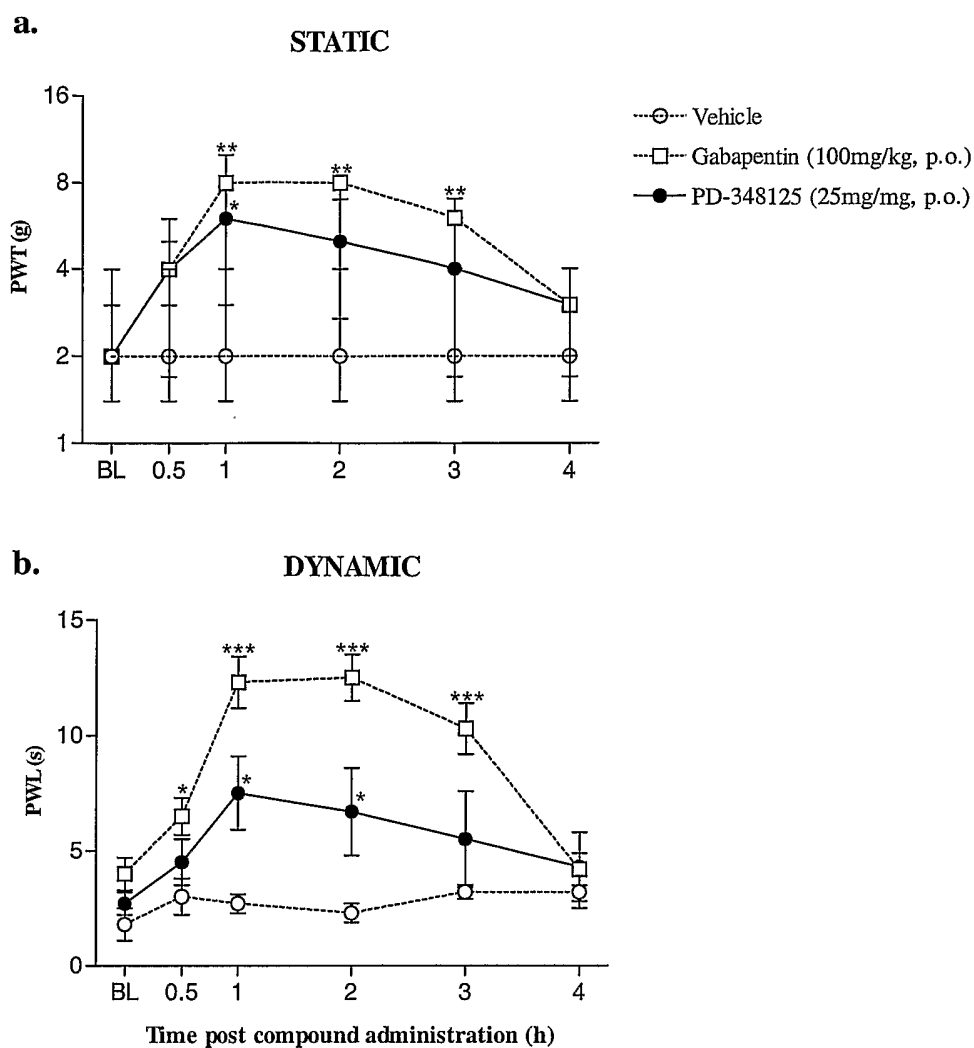 a.
STATIC
16
8
4
2
1
PWT (g)
**
**
**
*
BL 0.5 1 2 3 4
Vehicle
Gabapentin (100mg/kg, p.o.)
PD-348125 (25mg/mg, p.o.)
b.
DYNAMIC
15
10
5
0
PWL (s)
***
***
***
*
*
*
BL 0.5 1 2 3 4
Time post compound administration (h)